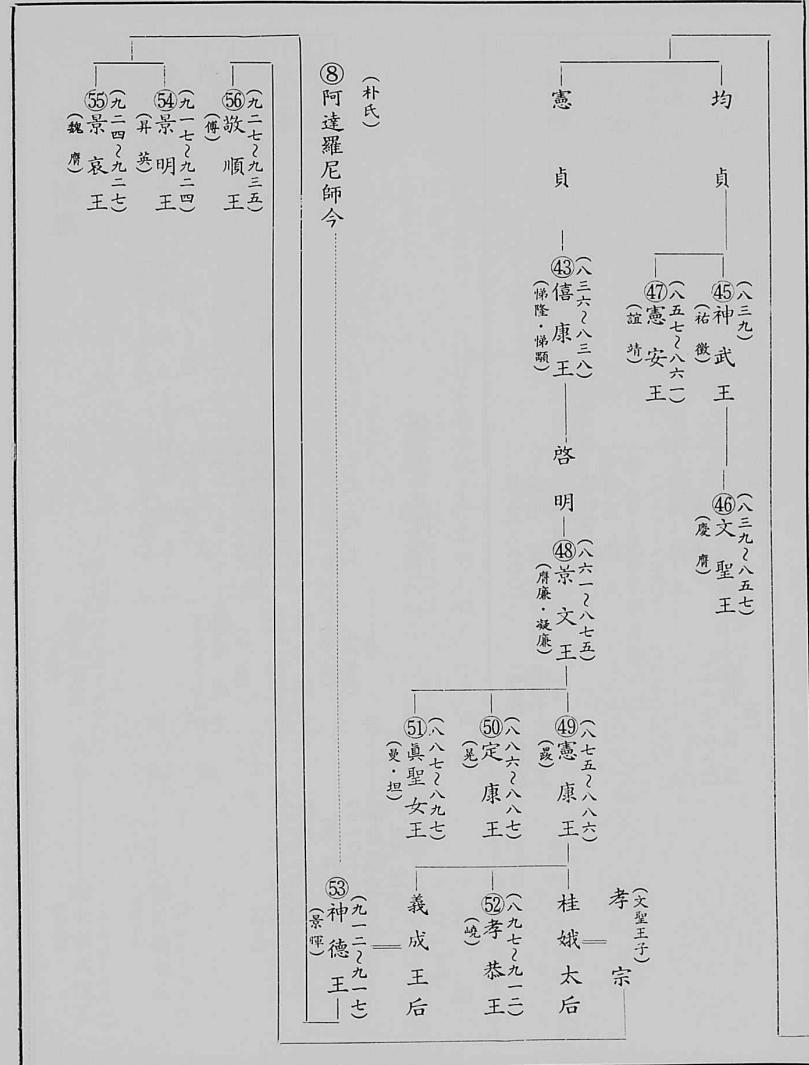 均貞
(八三九)
㊺神武王
(祐徵)
(八三九~八五七)
㊻文聖王
(慶膺)
(八五七~八六一)
㊼憲安王
(誼靖)
憲貞
(八三六~八三八)
㊸僖康王
(悌隆・悌顒)
啓明
(八六一~八七五)
㊽景文王
(膺廉・凝廉)
(八七五~八八六)
㊾憲康王
(晸)
(八八六~八八七)
㊿定康王
(晃)
(八八七~八九七)
51眞聖女王
(曼・坦)
(文聖王子)
孝宗
桂娥太后
(八九七~九一二)
52孝恭王
(嶢)
義成王后
(朴氏)
⑧阿達羅尼師今
(九一二~九一七)
53神德王
(景暉)
(九二七~九三五)
56敬順王
(傅)
(九一七~九二四)
54景明王
(昇英)
(九二四~九二七)
55景哀王
(魏膺)